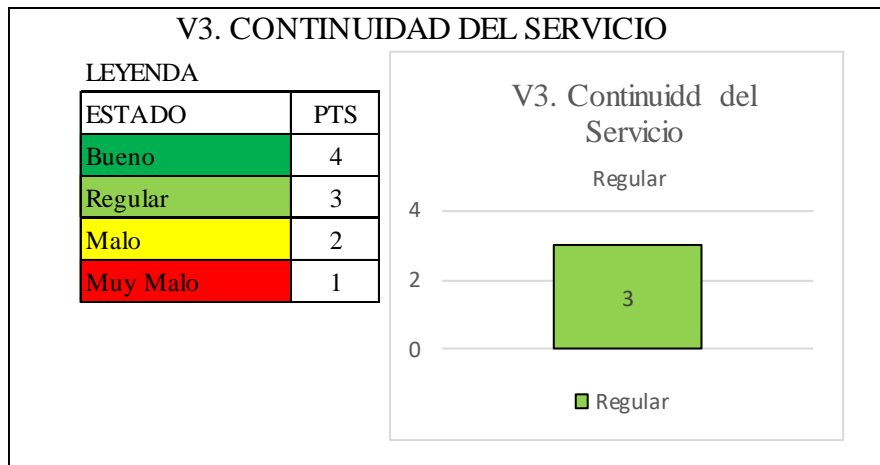 V3. CONTINUIDAD DEL SERVICIO
LEYENDA
ESTADO PTS
Bueno 4
Regular 3
Malo 2
Muy Malo 1
V3. Continuidd del
Servicio
Regular
4
2
0
3
Regular